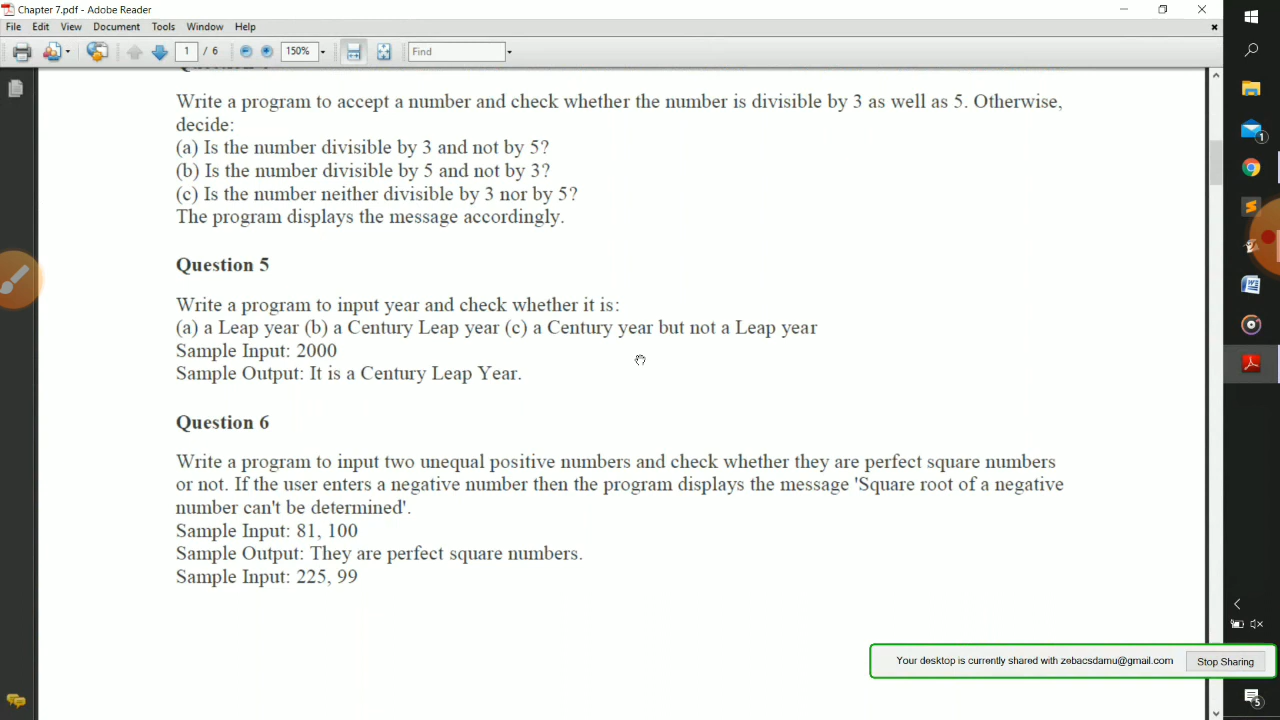 Chapter 7.pdf - Adobe Reader
File Edit View Document Tools Window Help
1 / 6 150% Find
Write a program to accept a number and check whether the number is divisible by 3 as well as 5. Otherwise,
decide:
(a) Is the number divisible by 3 and not by 5?
(b) Is the number divisible by 5 and not by 3?
(c) Is the number neither divisible by 3 nor by 5?
The program displays the message accordingly.
Question 5
Write a program to input year and check whether it is:
(a) a Leap year (b) a Century Leap year (c) a Century year but not a Leap year
Sample Input: 2000
Sample Output: It is a Century Leap Year.
Question 6
Write a program to input two unequal positive numbers and check whether they are perfect square numbers
or not. If the user enters a negative number then the program displays the message 'Square root of a negative
number can't be determined'.
Sample Input: 81, 100
Sample Output: They are perfect square numbers.
Sample Input: 225, 99
Your desktop is currently shared with zebacsdamu@gmail.com Stop Sharing
1
5